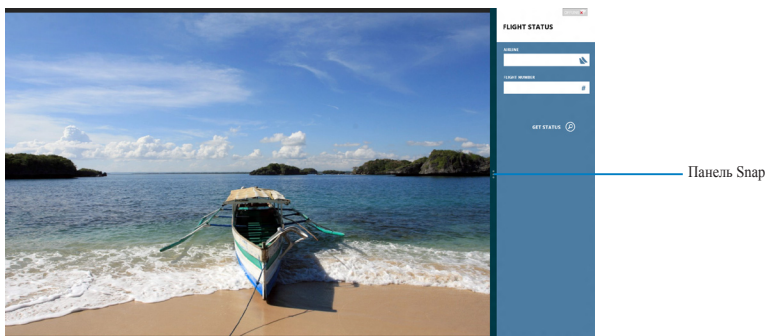 FLIGHT STATUS
AIRLINE
FLIGHT NUMBER
#
GET STATUS
Панель Snap